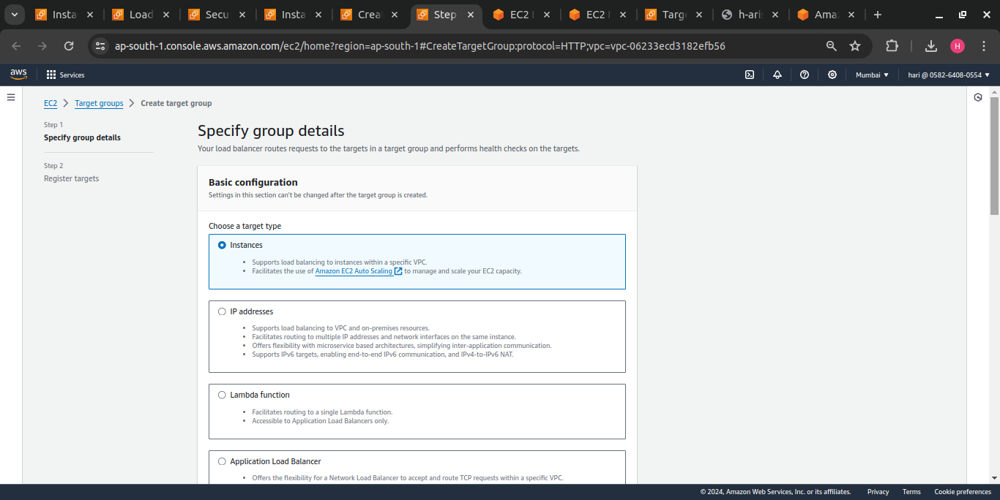 Insta
Load
Secu
Insta
Crea
Step
EC2
EC2
Targ
h-ari
Ama
ap-south-1.console.aws.amazon.com/ec2/home?region=ap-south-1#CreateTargetGroup:protocol=HTTP;vpc=vpc-06233ecd3182efb56
H
aws
Services
Mumbai
hari @ 0582-6408-0554
EC2 > Target groups > Create target group
Step 1
Specify group details
Step 2
Register targets
Specify group details
Your load balancer routes requests to the targets in a target group and performs health checks on the targets.
Basic configuration
Settings in this section can't be changed after the target group is created.
Choose a target type
Instances
• Supports load balancing to instances within a specific VPC.
• Facilitates the use of Amazon EC2 Auto Scaling to manage and scale your EC2 capacity.
IP addresses
• Supports load balancing to VPC and on-premises resources.
• Facilitates routing to multiple IP addresses and network interfaces on the same instance.
• Offers flexibility with microservice based architectures, simplifying inter-application communication.
• Supports IPv6 targets, enabling end-to-end IPv6 communication, and IPv4-to-IPv6 NAT.
Lambda function
• Facilitates routing to a single Lambda function.
• Accessible to Application Load Balancers only.
Application Load Balancer
• Offers the flexibility for a Network Load Balancer to accept and route TCP requests within a specific VPC.
© 2024, Amazon Web Services, Inc. or its affiliates.
Privacy
Terms
Cookie preferences